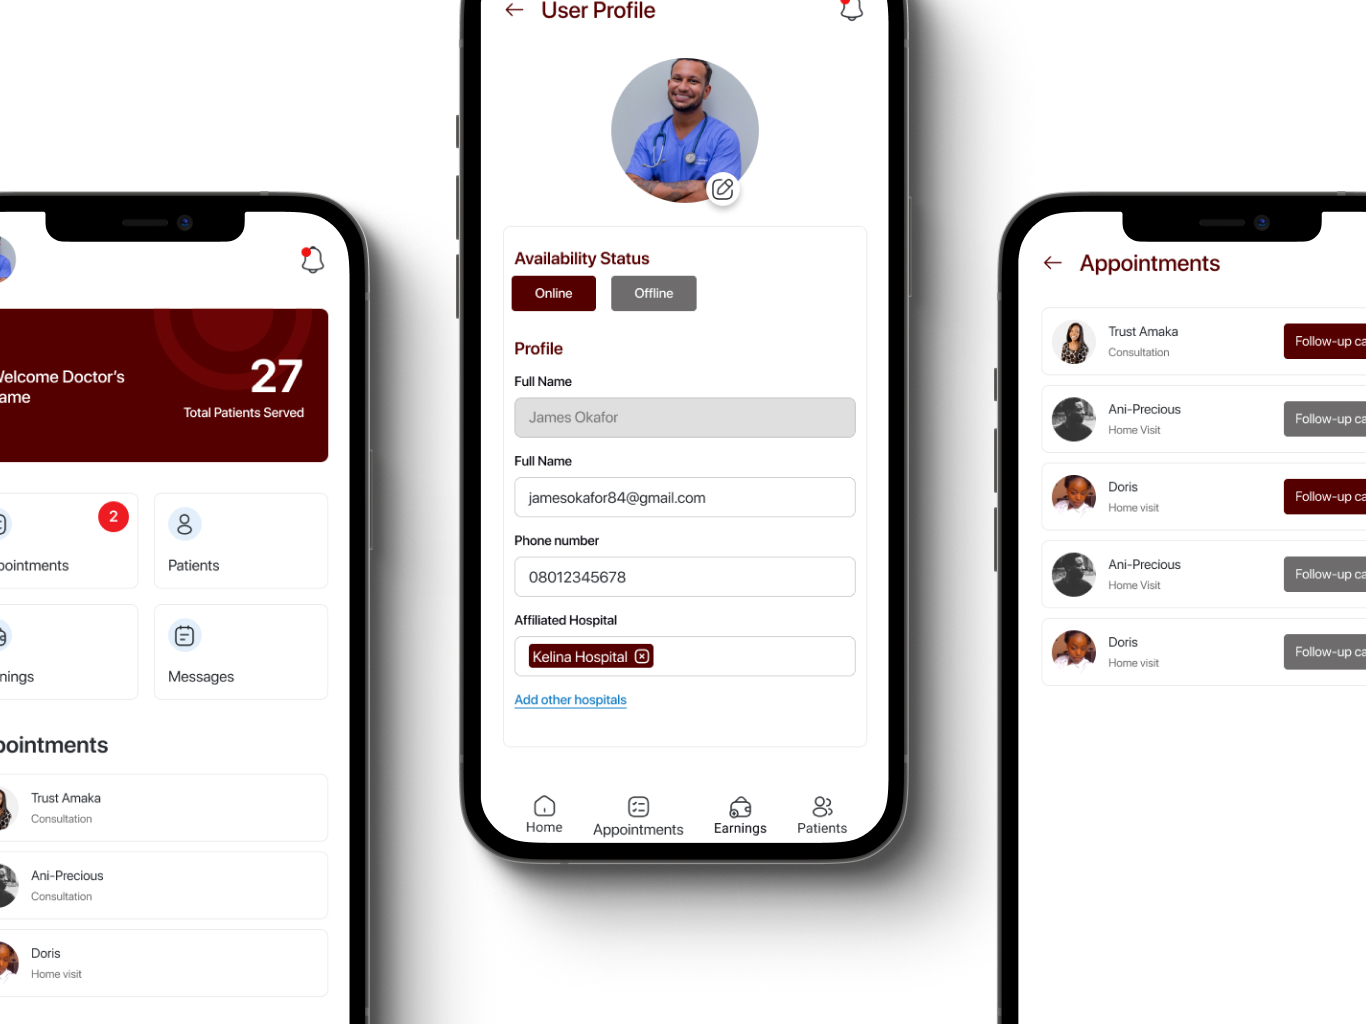 User Profile
Availability Status
Online
Offline
Profile
Full Name
James Okafor
Full Name
jamesokafor84@gmail.com
Phone number
08012345678
Affiliated Hospital
Kelina Hospital
Add other hospitals
Home
Appointments
Earnings
Patients
elcome Doctor's
ame
27
Total Patients Served
2
pointments
Patients
nings
Messages
pointments
Trust Amaka
Consultation
Ani-Precious
Consultation
Doris
Home visit
Appointments
Trust Amaka
Consultation
Follow-up ca
Ani-Precious
Home Visit
Follow-up ca
Doris
Home visit
Follow-up ca
Ani-Precious
Home Visit
Follow-up ca
Doris
Home visit
Follow-up ca